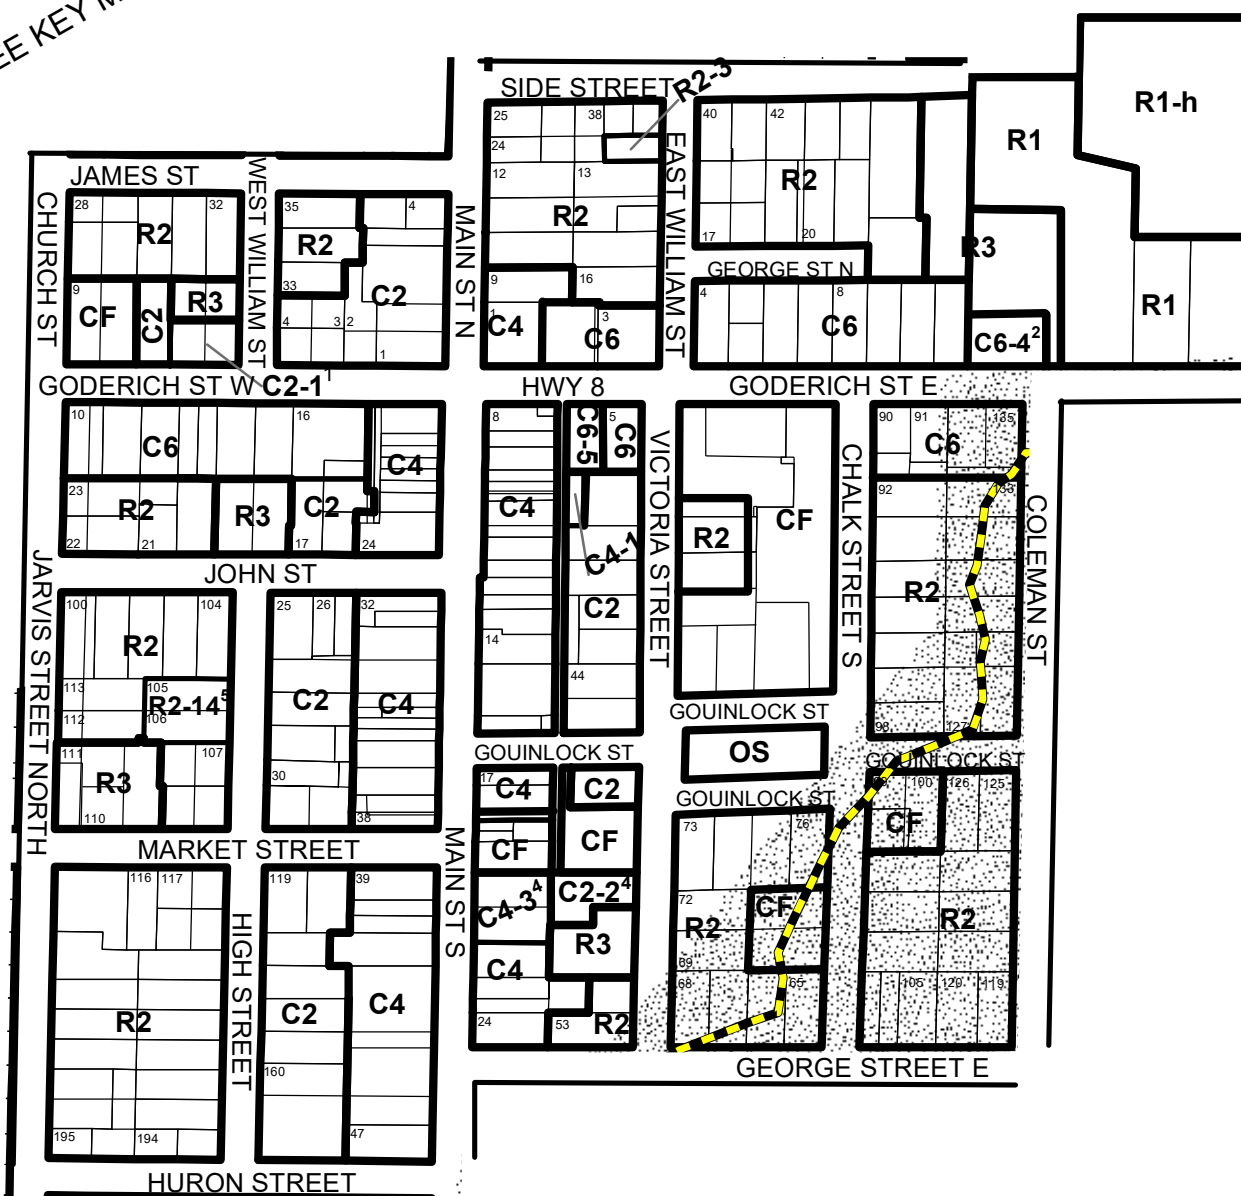 EE KEY M
SIDE STREET
R2-3
R1-h
R1
25
38
24
12
13
R2
9
16
1
C4
3
C6
EAST WILLIAM ST
40
42
R2
17
20
GEORGE ST N
4
8
C6
R3
C6-4²
R1
JAMES ST
CHURCH ST
28
32
R2
9
CF
C2
R3
WEST WILLIAM ST
35
4
R2
33
C2
4
3
2
1
MAIN ST N
GODERICH ST W
C2-1¹
HWY 8
GODERICH ST E
10
16
C6
C4
23
R2
R3
C2
22
21
17
24
JOHN ST
8
C6-5
5
C6
C4
C4-1
C2
14
44
VICTORIA STREET
R2
CF
CHALK STREET S
90
91
135
C6
92
133
R2
98
127
COLEMAN ST
JARVIS STREET NORTH
100
104
R2
113
105
R2-14⁵
112
106
111
107
R3
110
25
26
32
C2
C4
30
38
GOUINLOCK ST
GOUINLOCK ST
OS
GOUINLOCK ST
GOUINLOCK ST
17
C4
C2
CF
CF
C4-3⁴
C2-2⁴
R3
C4
24
53
R2
73
76
72
CF
R2
69
68
65
100
126
125
CF
R2
105
120
119
MARKET STREET
MAIN ST S
116
117
R2
195
194
HIGH STREET
119
39
C2
C4
160
47
GEORGE STREET E
HURON STREET